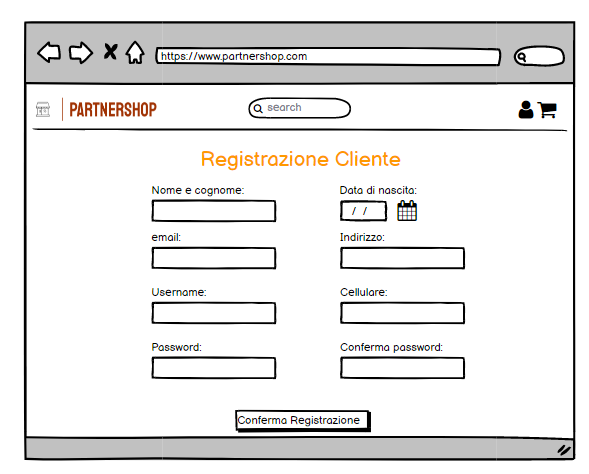 https://www.partnershop.com
PARTNERSHOP
search
Registrazione Cliente
Nome e cognome:
Data di nascita:
/ /
email:
Indirizzo:
Username:
Cellulare:
Password:
Conferma password:
Conferma Registrazione